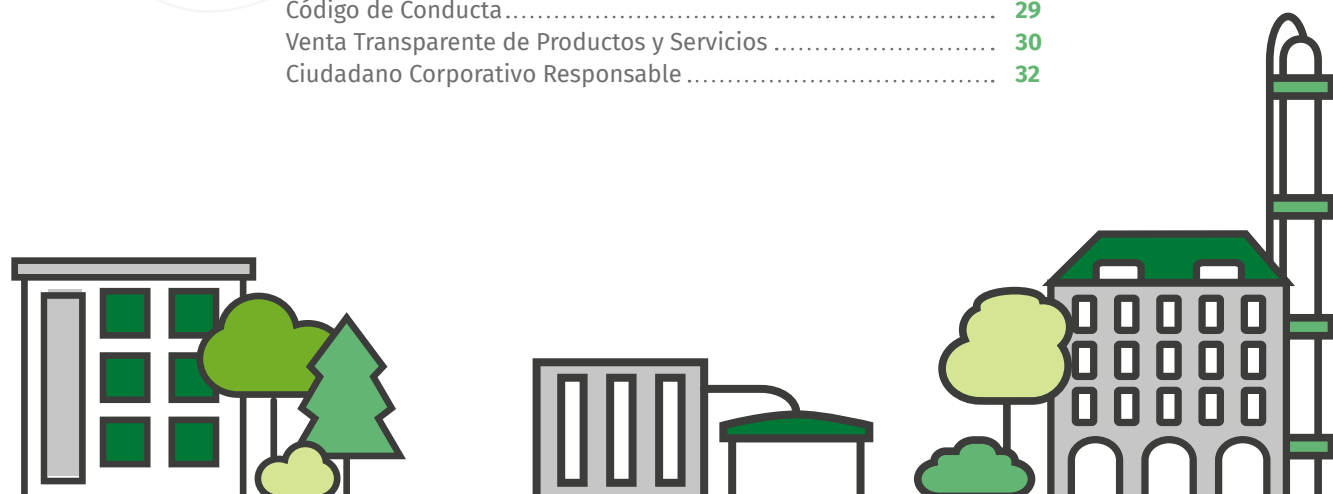 Código de Conducta........................................................................ 29
Venta Transparente de Productos y Servicios ................................ 30
Ciudadano Corporativo Responsable ............................................. 32